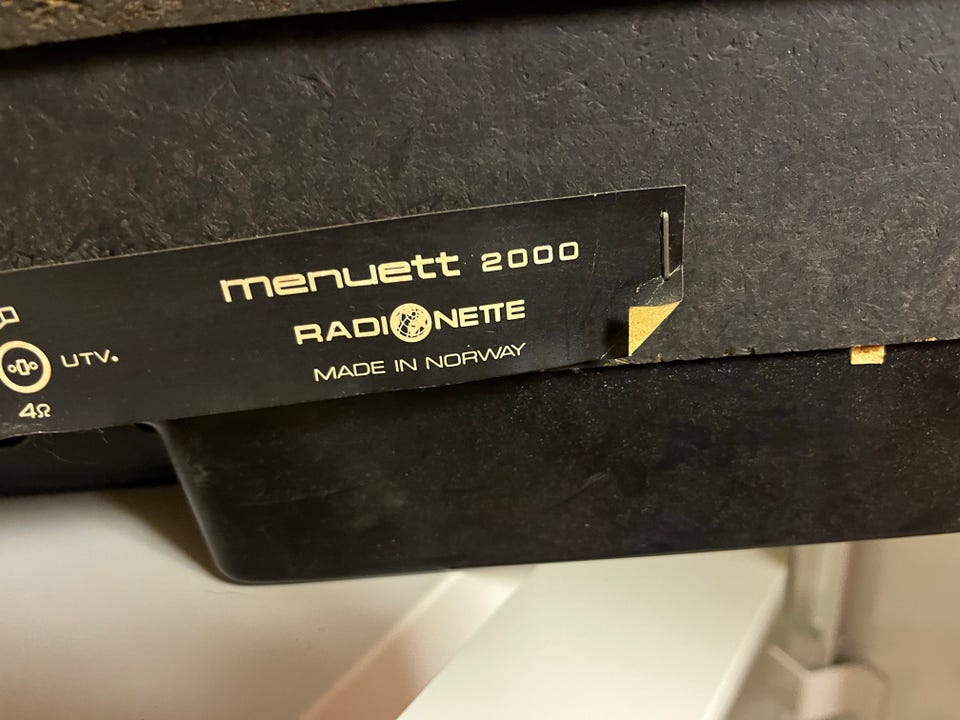 menuett 2000
RADIONETTE
MADE IN NORWAY
UTV.
4Ω